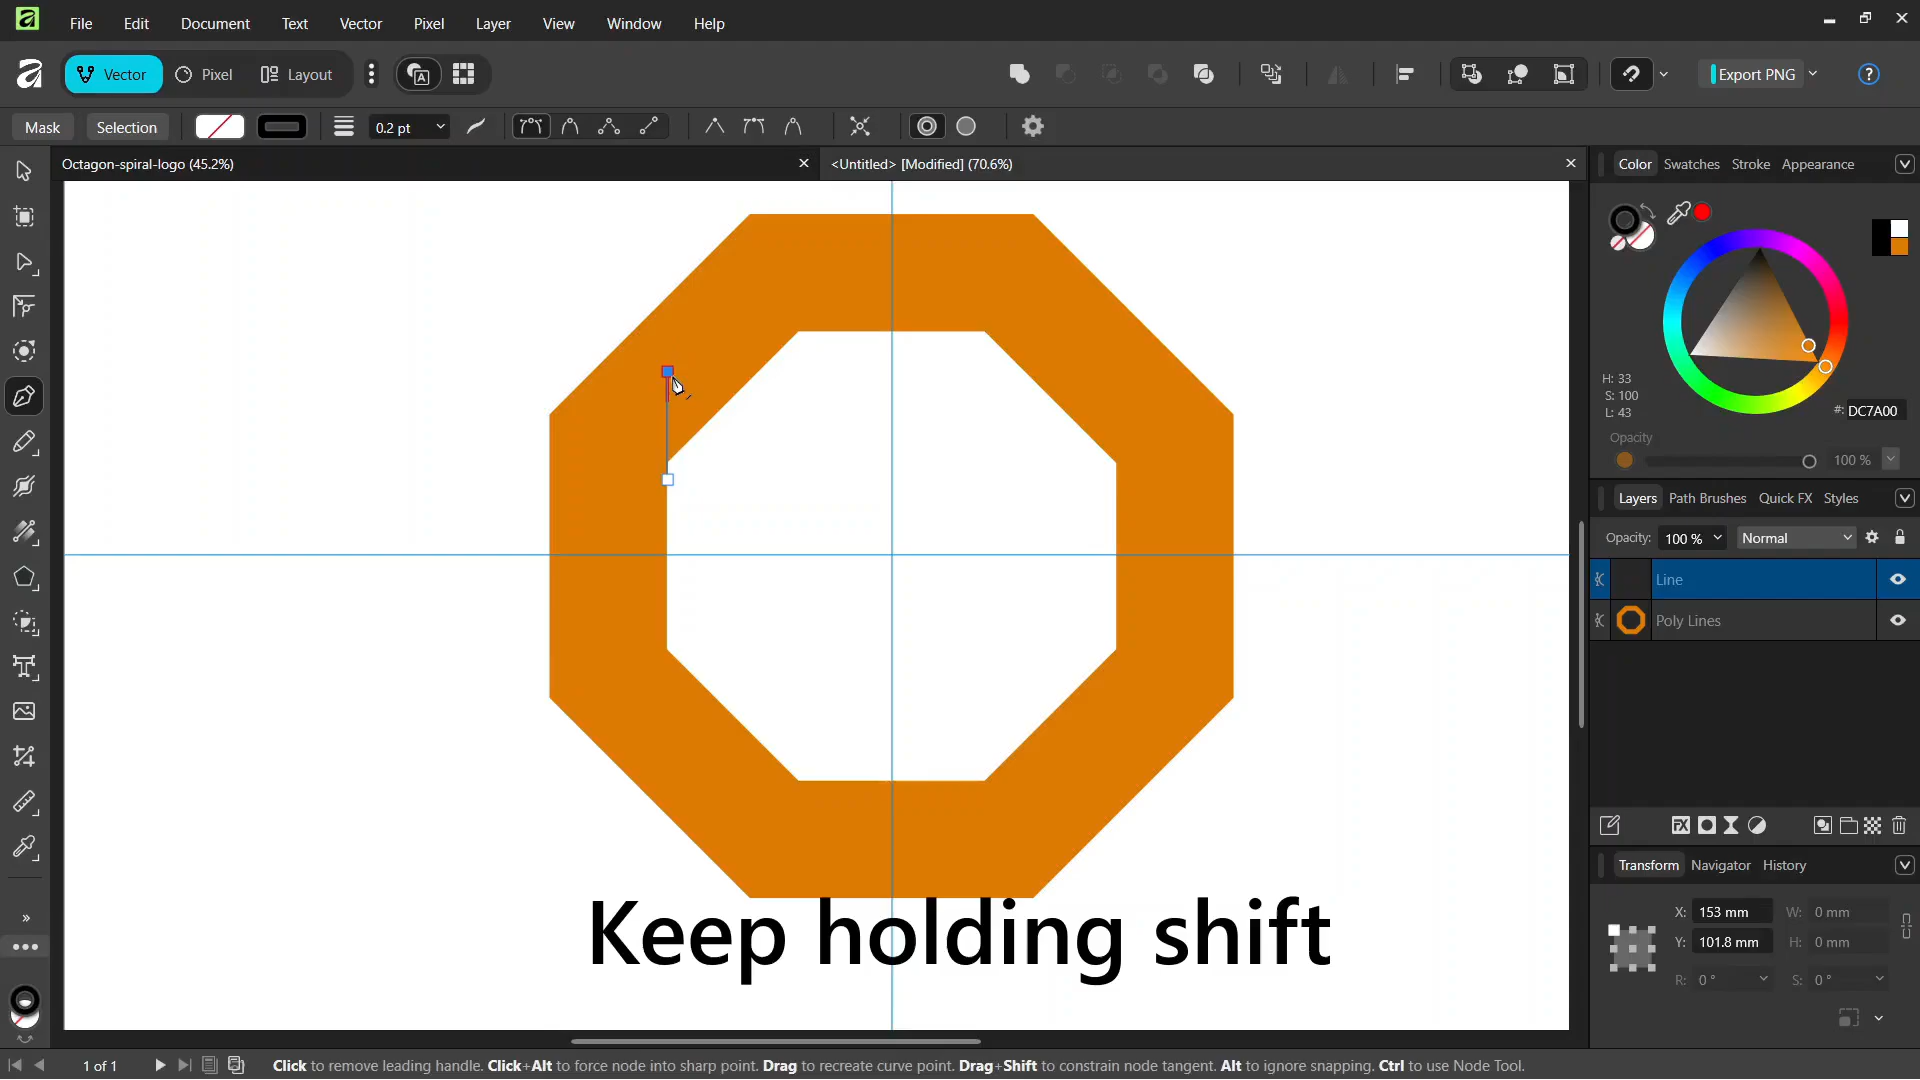 File Edit Document Text Vector Pixel Layer View Window Help
Vector Pixel Layout Export PNG
Mask Selection 0.2 pt
Octagon-spiral-logo (45.2%) <Untitled> [Modified] (70.6%)
Color Swatches Stroke Appearance
H: 33
S: 100
L: 43
#: DC7A00
Opacity
100 %
Layers Path Brushes Quick FX Styles
Opacity: 100 % Normal
Line
Poly Lines
Keep holding shift
Transform Navigator History
X: 153 mm W: 0 mm
Y: 101.8 mm H: 0 mm
R: 0 ° S: 0 °
1 of 1 Click to remove leading handle. Click+Alt to force node into sharp point. Drag to recreate curve point. Drag+Shift to constrain node tangent. Alt to ignore snapping. Ctrl to use Node Tool.